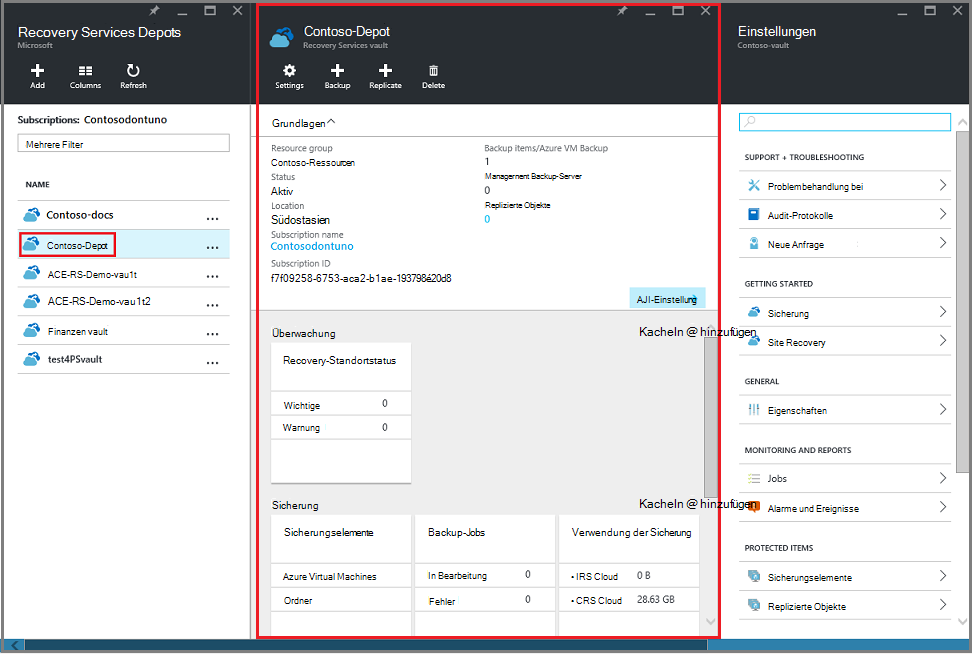 Recovery Services Depots
Microsoft
Add
Columns
Refresh
Subscriptions: Contosodontuno
Mehrere Filter
NAME
Contoso-docs
...
Contoso-Depot
...
ACE-RS-Demo-vau1t
...
ACE-RS-Demo-vau1t2
...
Finanzen vault
...
test4PSvault
...
Contoso-Depot
Recovery Services vault
Settings
Backup
Replicate
Delete
Grundlagen
Resource group
Contoso-Ressourcen
Status
Aktiv
Location
Südostasien
Subscription name
Contosodontuno
Subscription ID
f7f09258-6753-aca2-b1ae-193798é20d8
Backup items/Azure VM Backup
1
Management Backup-Server
0
Replizierte Objekte
0
AJI-Einstellung
Überwachung
Kacheln @ hinzufügen
Recovery-Standortstatus
Wichtige 0
Warnung 0
Sicherung
Kacheln @ hinzufügen
Sicherungselemente
Azure Virtual Machines
Ordner
Backup-Jobs
In Bearbeitung 0
Fehler 0
Verwendung der Sicherung
• IRS Cloud 0 B
• CRS Cloud 28.63 GB
Einstellungen
Contoso-vault
SUPPORT + TROUBLESHOOTING
Problembehandlung bei
Audit-Protokolle
Neue Anfrage
GETTING STARTED
Sicherung
Site Recovery
GENERAL
Eigenschaften
MONITORING AND REPORTS
Jobs
Alarme und Ereignisse
PROTECTED ITEMS
Sicherungselemente
Replizierte Objekte